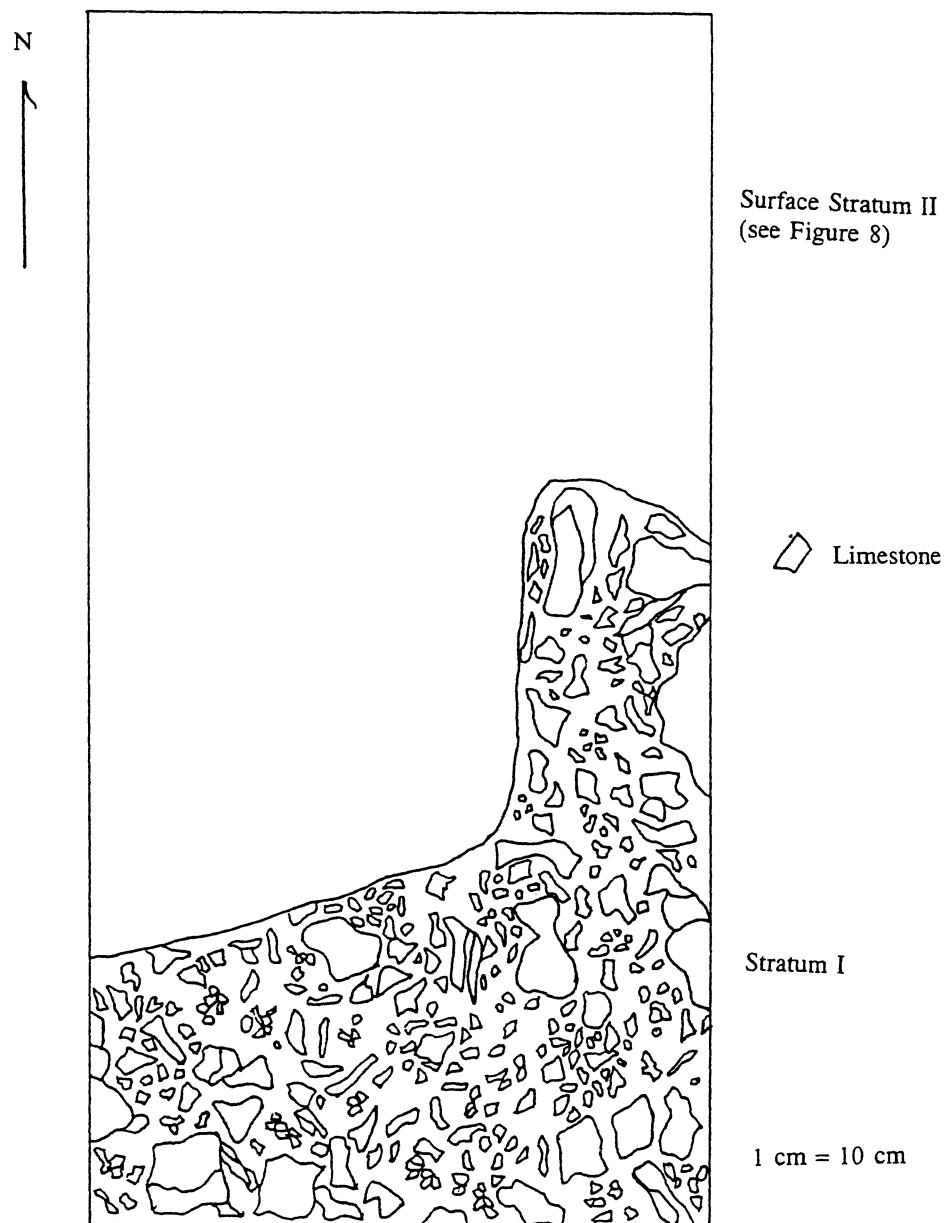 N
Surface Stratum II
(see Figure 8)
Limestone
Stratum I
1 cm = 10 cm